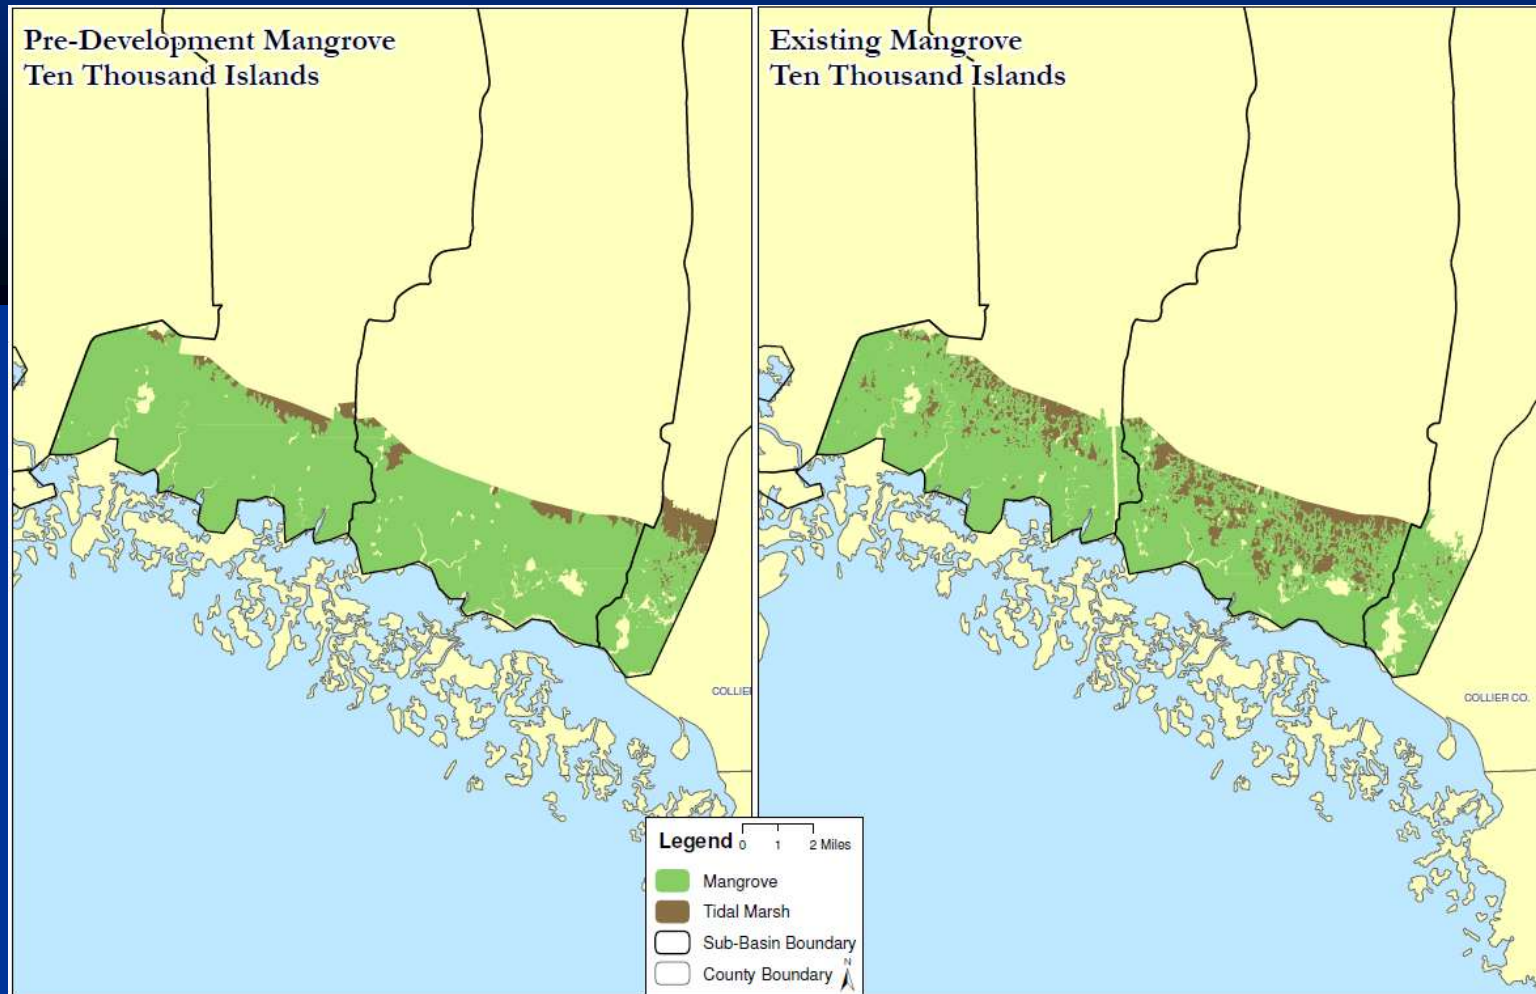 Pre-Development Mangrove
Ten Thousand Islands
Existing Mangrove
Ten Thousand Islands
COLLIE
COLLIER CO.
Legend
0 1 2 Miles
Mangrove
Tidal Marsh
Sub-Basin Boundary
County Boundary
N